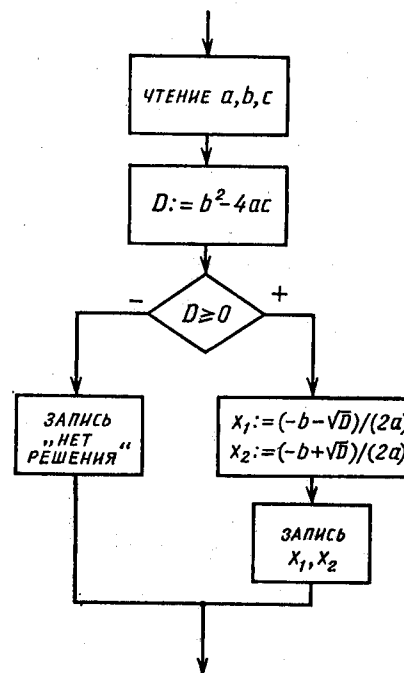 ЧТЕНИЕ a,b,c
D:= b²-4ac
D≥0
-
+
ЗАПИСЬ
„НЕТ
РЕШЕНИЯ“
x₁:=(-b-√D)/(2a)
x₂:=(-b+√D)/(2a)
ЗАПИСЬ
x₁,x₂